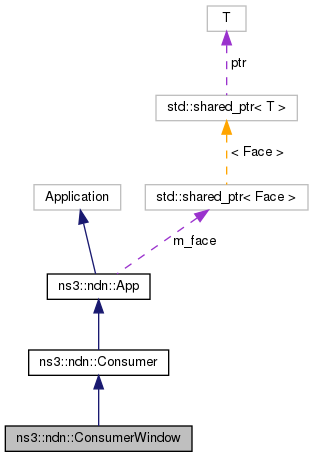 T
ptr
std::shared_ptr< T >
< Face >
Application
std::shared_ptr< Face >
m_face
ns3::ndn::App
ns3::ndn::Consumer
ns3::ndn::ConsumerWindow